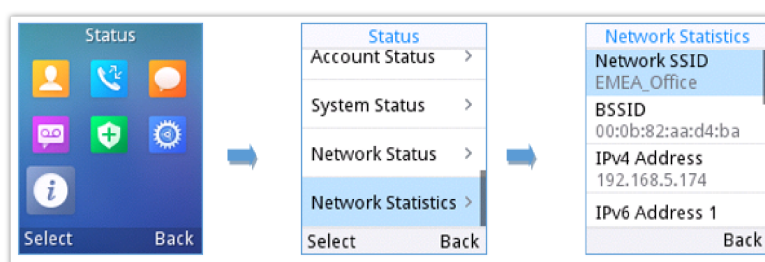 Status
Select Back
Status
Account Status >
System Status >
Network Status >
Network Statistics >
Select Back
Network Statistics
Network SSID
EMEA_Office
BSSID
00:0b:82:aa:d4:ba
IPv4 Address
192.168.5.174
IPv6 Address 1
Back